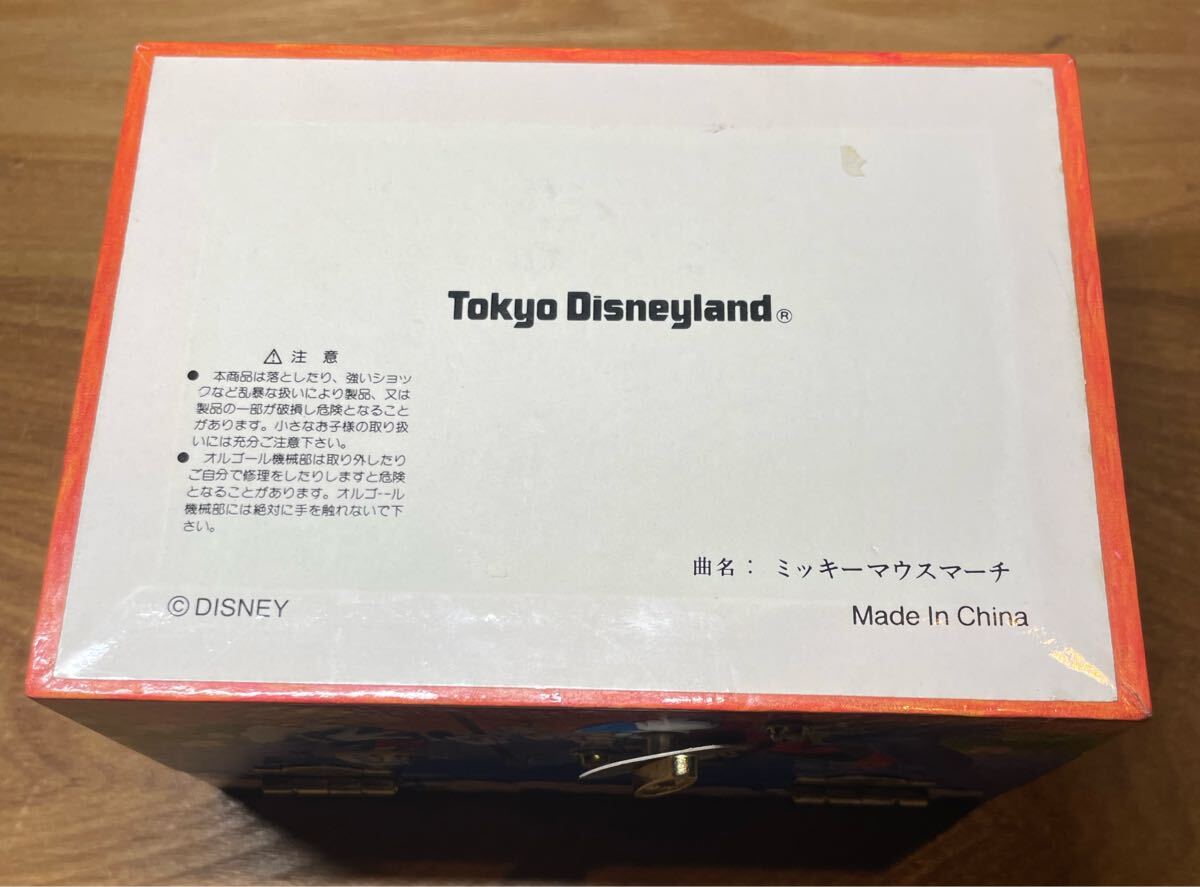 Tokyo Disneyland®
⚠ 注 意
● 本商品は落としたり、強いショッ
クなど乱暴な扱いにより製品、又は
製品の一部が破損し危険となること
があります。小さなお子様の取り扱
いには充分ご注意下さい。
● オルゴール機械部は取り外したり
ご自分で修理をしたりしますと危険
となることがあります。オルゴール
機械部には絶対に手を触れないで下
さい。
曲名： ミッキーマウスマーチ
© DISNEY
Made In China